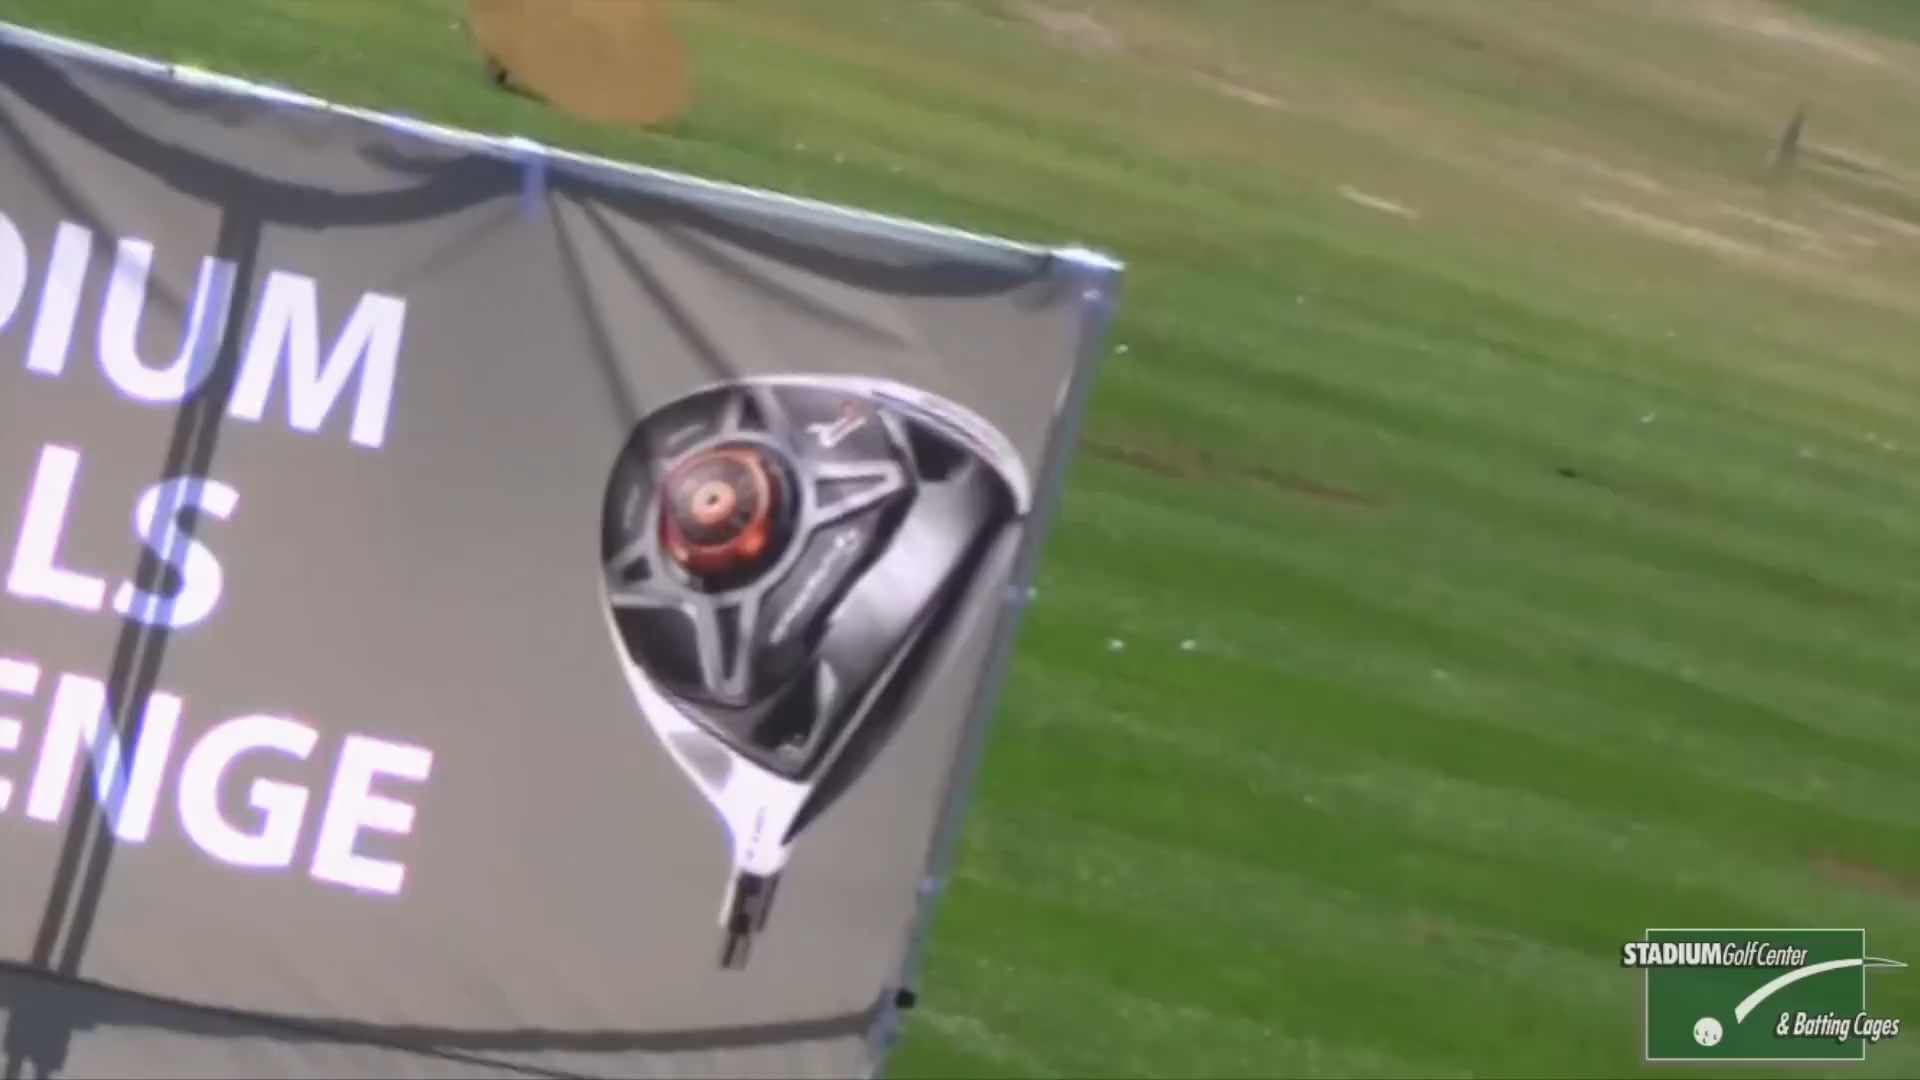 DIUM
LS
ENGE
STADIUM Golf Center
& Batting Cages